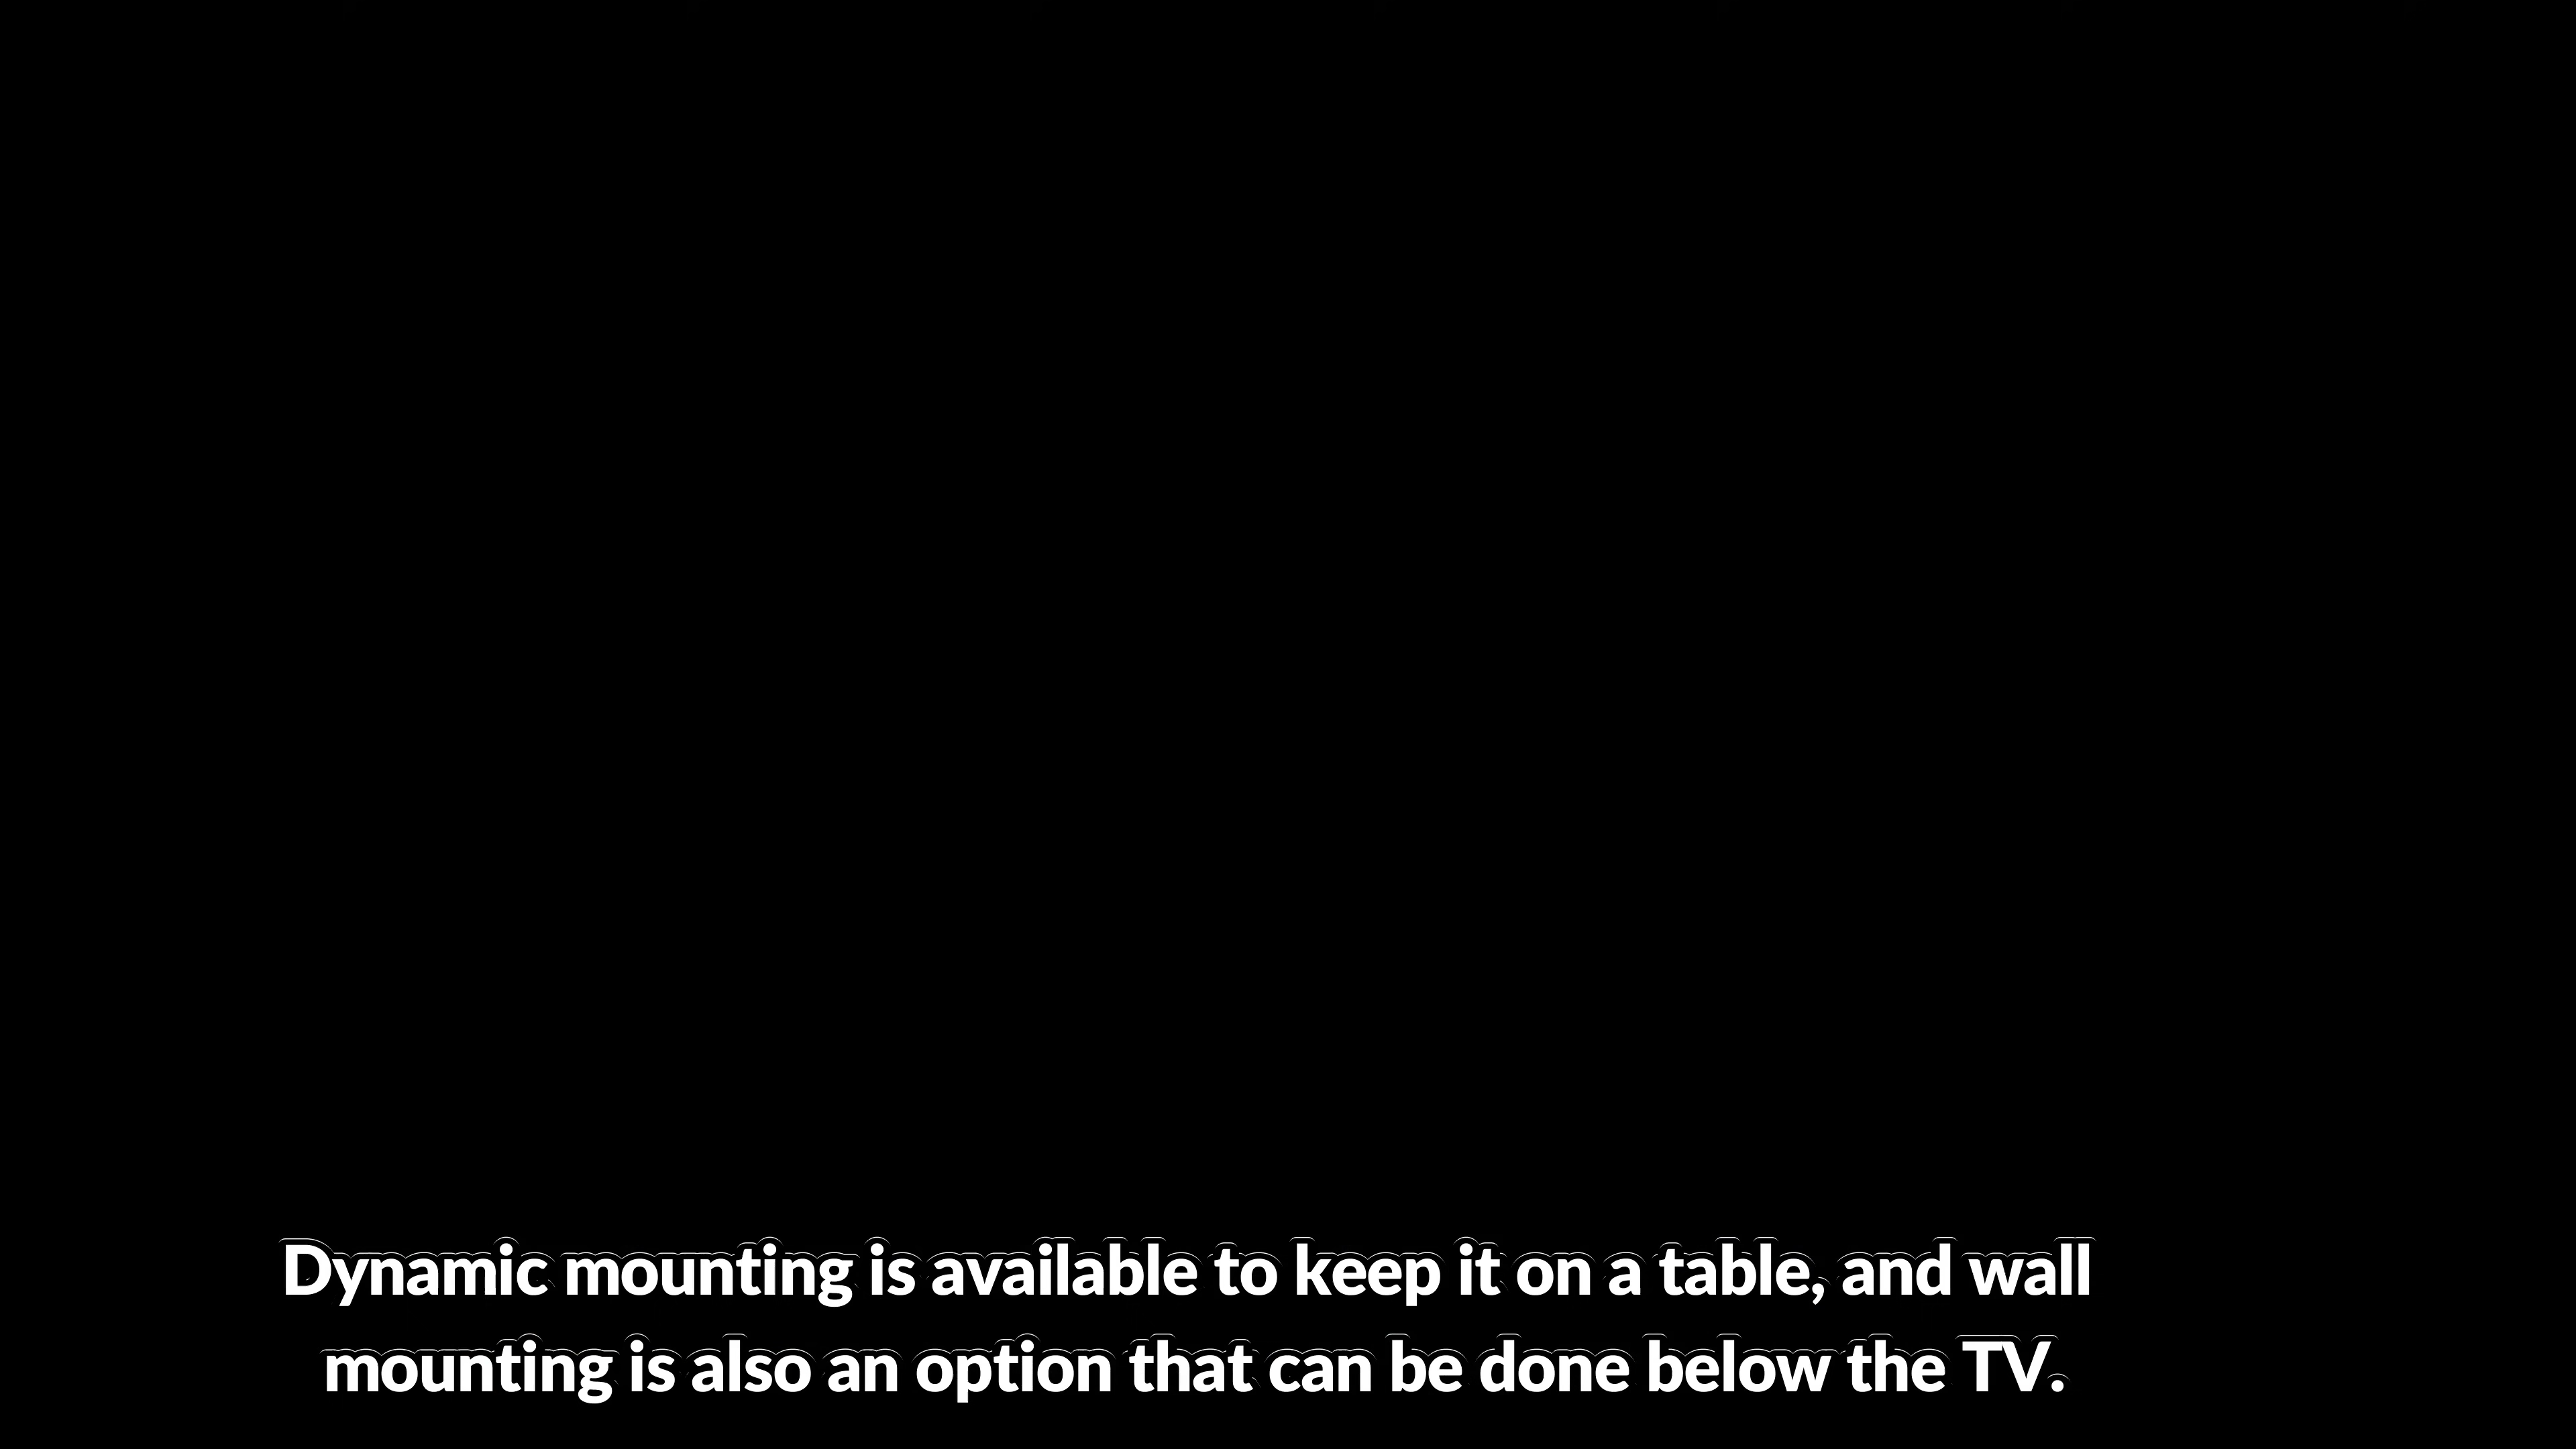 Dynamic mounting is available to keep it on a table, and wall
mounting is also an option that can be done below the TV.